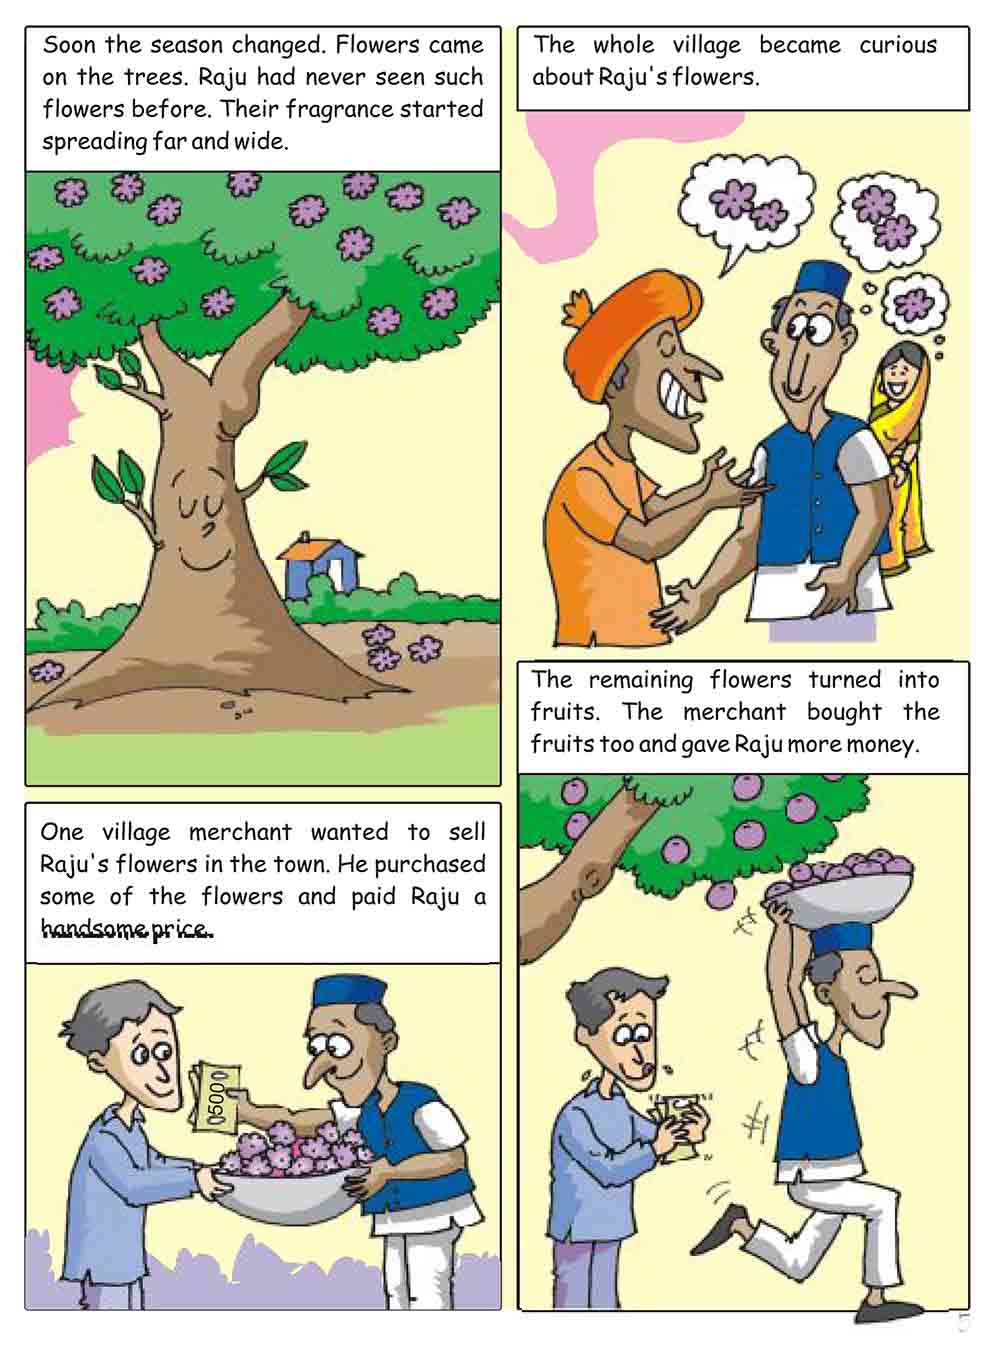 Soon the season changed. Flowers came
on the trees. Raju had never seen such
flowers before. Their fragrance started
spreading far and wide.
The whole village became curious
about Raju's flowers.
One village merchant wanted to sell
Raju's flowers in the town. He purchased
some of the flowers and paid Raju a
handsome price.
500
The remaining flowers turned into
fruits. The merchant bought the
fruits too and gave Raju more money.
5